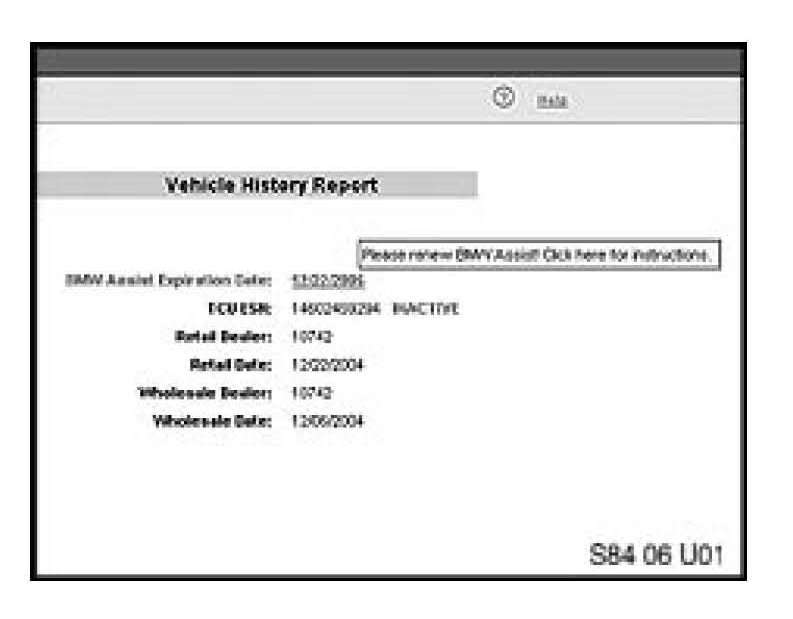 Help
Vehicle History Report
Please renew BMW Assist! Click here for instructions.
BMW Assist Expiration Date: 12/22/2006
TCU ESN: INACTIVE
Retail Dealer: 10742
Retail Date: 12/22/2004
Wholesale Dealer: 10742
Wholesale Date: 12/06/2004
S84 06 U01